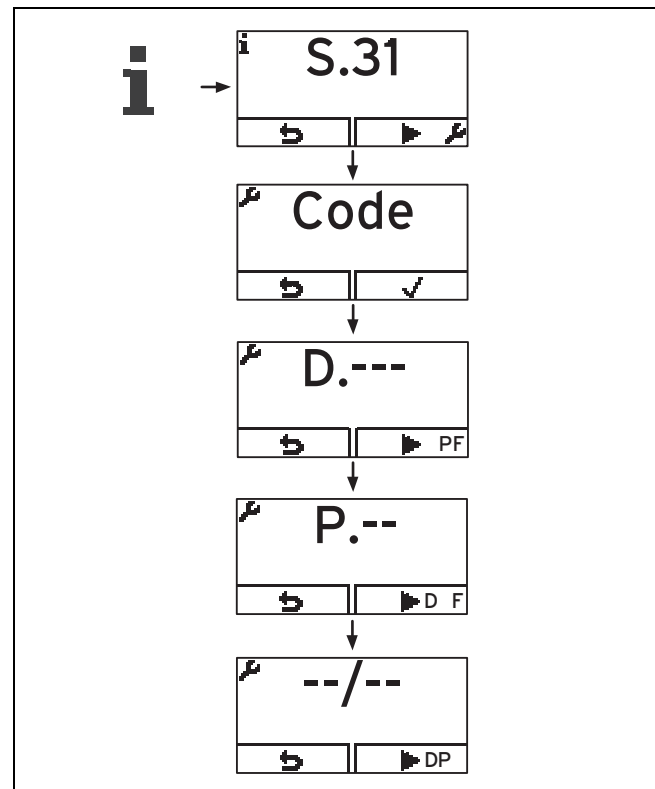 i
i
S.31
Code
D.---
PF
P.--
D F
--/--
DP